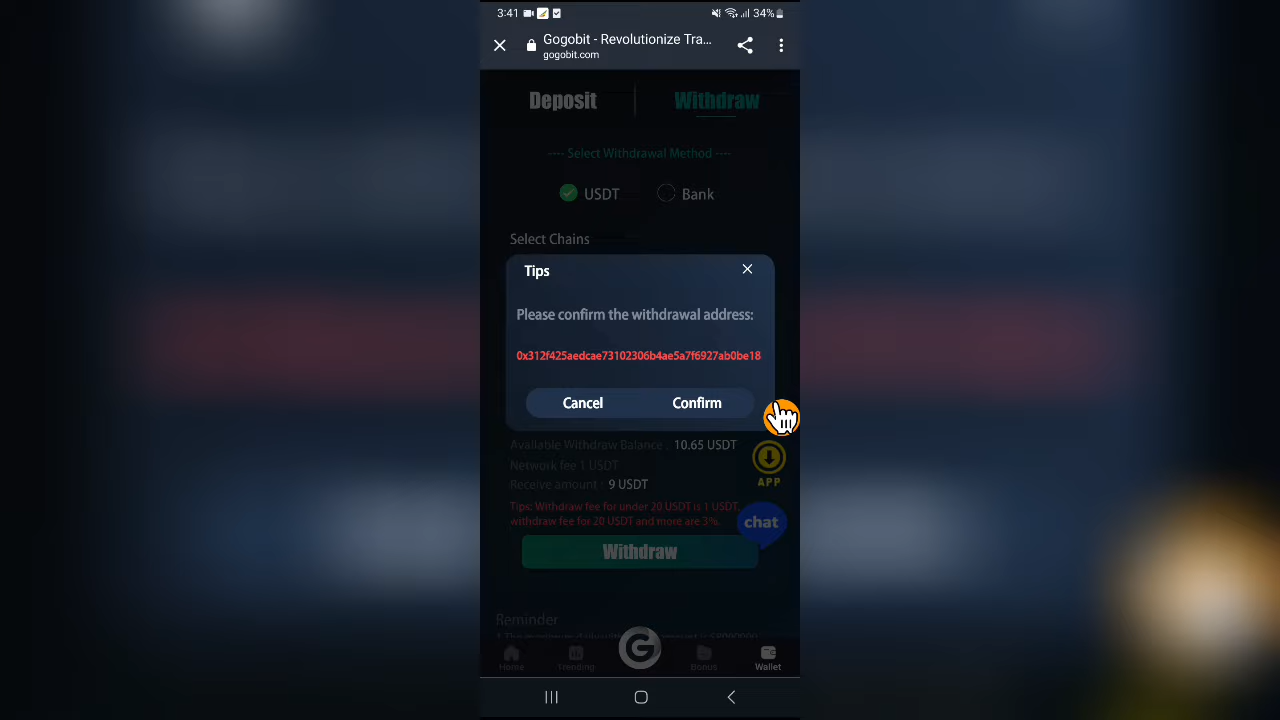 3:41
34%
Gogobit - Revolutionize Tra...
gogobit.com
Deposit
Withdraw
---- Select Withdrawal Method ----
USDT
Bank
Select Chains
Tips
Please confirm the withdrawal address:
0x312f425aedcae73102306b4ae5a7f6927ab0be18
Cancel
Confirm
Available Withdraw Balance : 10.65 USDT
Network fee 1 USDT
Receive amount : 9 USDT
APP
Tips: Withdraw fee for under 20 USDT is 1 USDT,
withdraw fee for 20 USDT and more are 3%.
chat
Withdraw
Reminder
G
Home
Trending
Bonus
Wallet